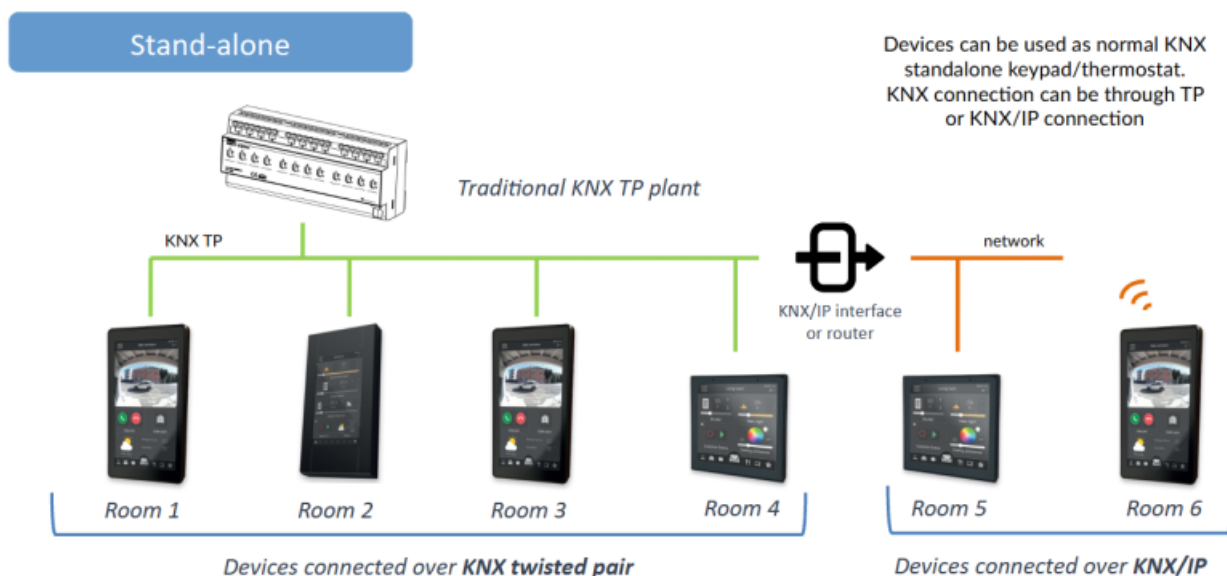 Stand-alone
Devices can be used as normal KNX
standalone keypad/thermostat.
KNX connection can be through TP
or KNX/IP connection
Traditional KNX TP plant
KNX TP
network
KNX/IP interface
or router
Room 1
Room 2
Room 3
Room 4
Room 5
Room 6
Devices connected over KNX twisted pair
Devices connected over KNX/IP